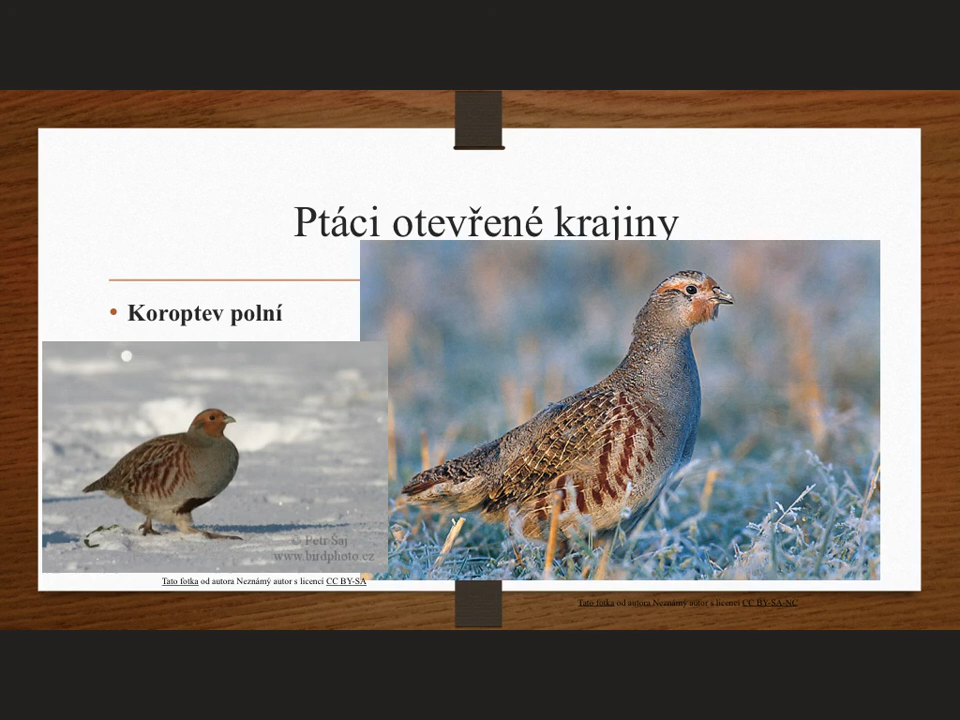 Ptáci otevřené krajiny
• Koroptev polní
© Petr Šaj
www.birdphoto.cz
Tato fotka od autora Neznámý autor s licencí CC BY-SA
Tato fotka od autora Neznámý autor s licencí CC BY-SA-NC